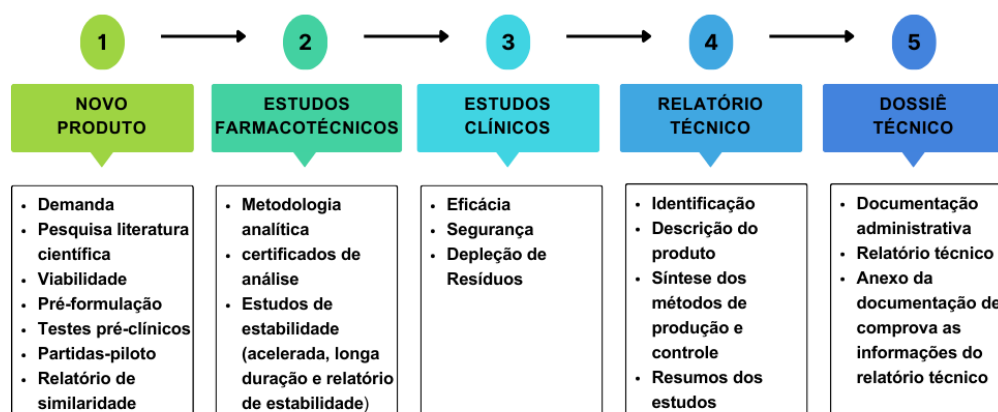 1
2
3
4
5
NOVO
PRODUTO
ESTUDOS
FARMACOTÉCNICOS
ESTUDOS
CLÍNICOS
RELATÓRIO
TÉCNICO
DOSSIÊ
TÉCNICO
• Demanda
• Pesquisa literatura
científica
• Viabilidade
• Pré-formulação
• Testes pré-clínicos
• Partidas-piloto
• Relatório de
similaridade
• Metodologia
analítica
• certificados de
análise
• Estudos de
estabilidade
(acelerada, longa
duração e relatório
de estabilidade)
• Eficácia
• Segurança
• Depleção de
Resíduos
• Identificação
• Descrição do
produto
• Síntese dos
métodos de
produção e
controle
• Resumos dos
estudos
• Documentação
administrativa
• Relatório técnico
• Anexo da
documentação de
comprova as
informações do
relatório técnico